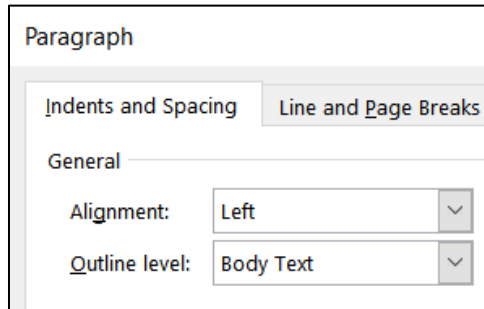 Paragraph
Indents and Spacing Line and Page Breaks
General
Alignment: Left
Outline level: Body Text